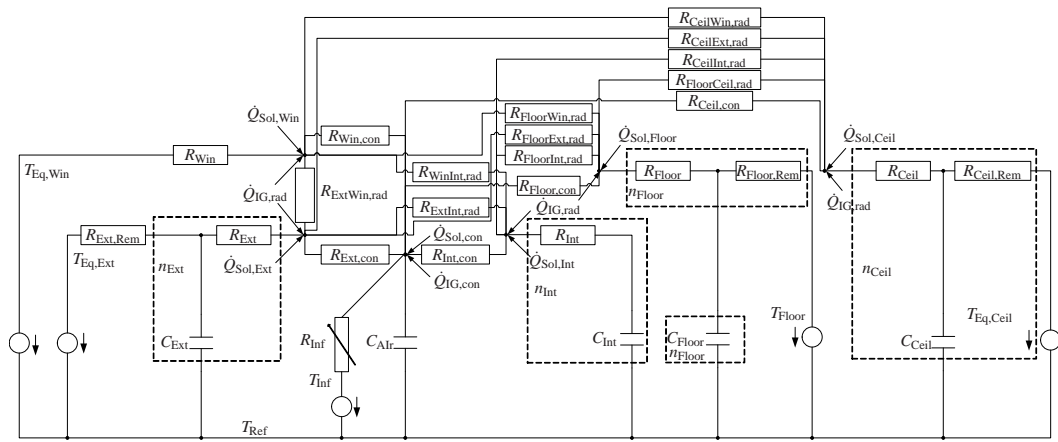 R_CeilWin,rad
R_CeilExt,rad
R_CeilInt,rad
R_FloorCeil,rad
R_Ceil,con
Q̇_Sol,Win
R_Win,con
R_FloorWin,rad
R_FloorExt,rad
R_FloorInt,rad
Q̇_Sol,Floor
Q̇_Sol,Ceil
R_Win
T_Eq,Win
R_WinInt,rad
R_Floor,con
R_Floor
R_Floor,Rem
R_Ceil
R_Ceil,Rem
n_Floor
Q̇_IG,rad
R_ExtWin,rad
R_ExtInt,rad
Q̇_IG,rad
Q̇_IG,rad
R_Ext,Rem
R_Ext
Q̇_Sol,con
R_Int
T_Eq,Ext
n_Ext
Q̇_Sol,Ext
R_Ext,con
R_Int,con
Q̇_Sol,Int
Q̇_IG,con
n_Int
n_Ceil
T_Floor
T_Eq,Ceil
C_Ext
R_Inf
C_AIr
C_Int
C_Floor
n_Floor
C_Ceil
T_Inf
T_Ref